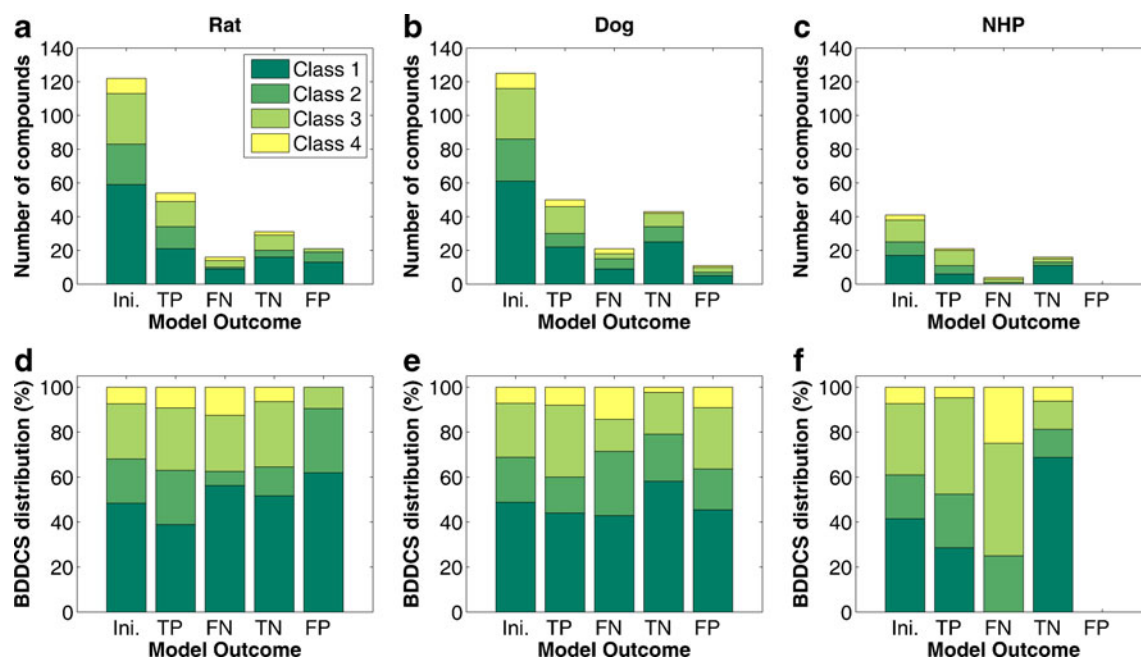 a Rat
b Dog
c NHP
Number of compounds
140
120
100
80
60
40
20
0
Class 1
Class 2
Class 3
Class 4
Ini. TP FN TN FP
Model Outcome
Number of compounds
140
120
100
80
60
40
20
0
Ini. TP FN TN FP
Model Outcome
Number of compounds
140
120
100
80
60
40
20
0
Ini. TP FN TN FP
Model Outcome
d
BDDCS distribution (%)
100
80
60
40
20
0
Ini. TP FN TN FP
Model Outcome
e
BDDCS distribution (%)
100
80
60
40
20
0
Ini. TP FN TN FP
Model Outcome
f
BDDCS distribution (%)
100
80
60
40
20
0
Ini. TP FN TN FP
Model Outcome